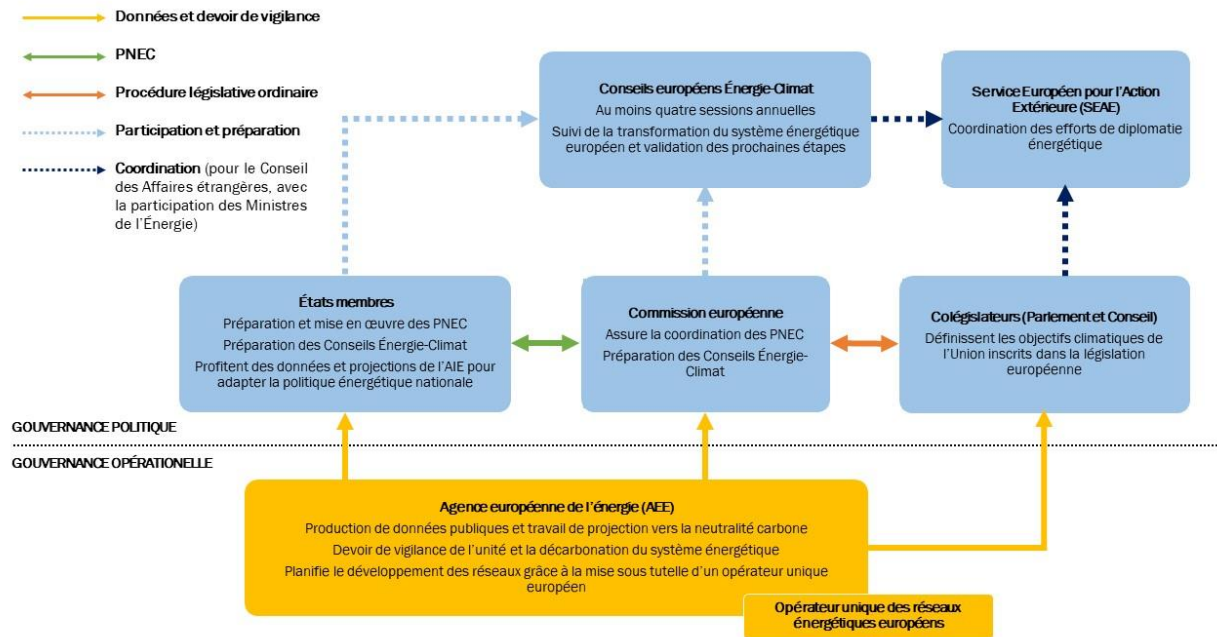 Données et devoir de vigilance
PNEC
Procédure législative ordinaire
Participation et préparation
Coordination (pour le Conseil
des Affaires étrangères, avec
la participation des Ministres
de l'Énergie)
Conseils européens Énergie-Climat
Au moins quatre sessions annuelles
Suivi de la transformation du système énergétique
européen et validation des prochaines étapes
Service Européen pour l'Action
Extérieure (SEAE)
Coordination des efforts de diplomatie
énergétique
États membres
Préparation et mise en œuvre des PNEC
Préparation des Conseils Énergie-Climat
Profitent des données et projections de l'AIE pour
adapter la politique énergétique nationale
Commission européenne
Assure la coordination des PNEC
Préparation des Conseils Énergie-
Climat
Colégislateurs (Parlement et Conseil)
Définissent les objectifs climatiques de
l'Union inscrits dans la législation
européenne
GOUVERNANCE POLITIQUE
GOUVERNANCE OPÉRATIONELLE
Agence européenne de l'énergie (AEE)
Production de données publiques et travail de projection vers la neutralité carbone
Devoir de vigilance de l'unité et la décarbonation du système énergétique
Planifie le développement des réseaux grâce à la mise sous tutelle d'un opérateur unique
européen
Opérateur unique des réseaux
énergétiques européens